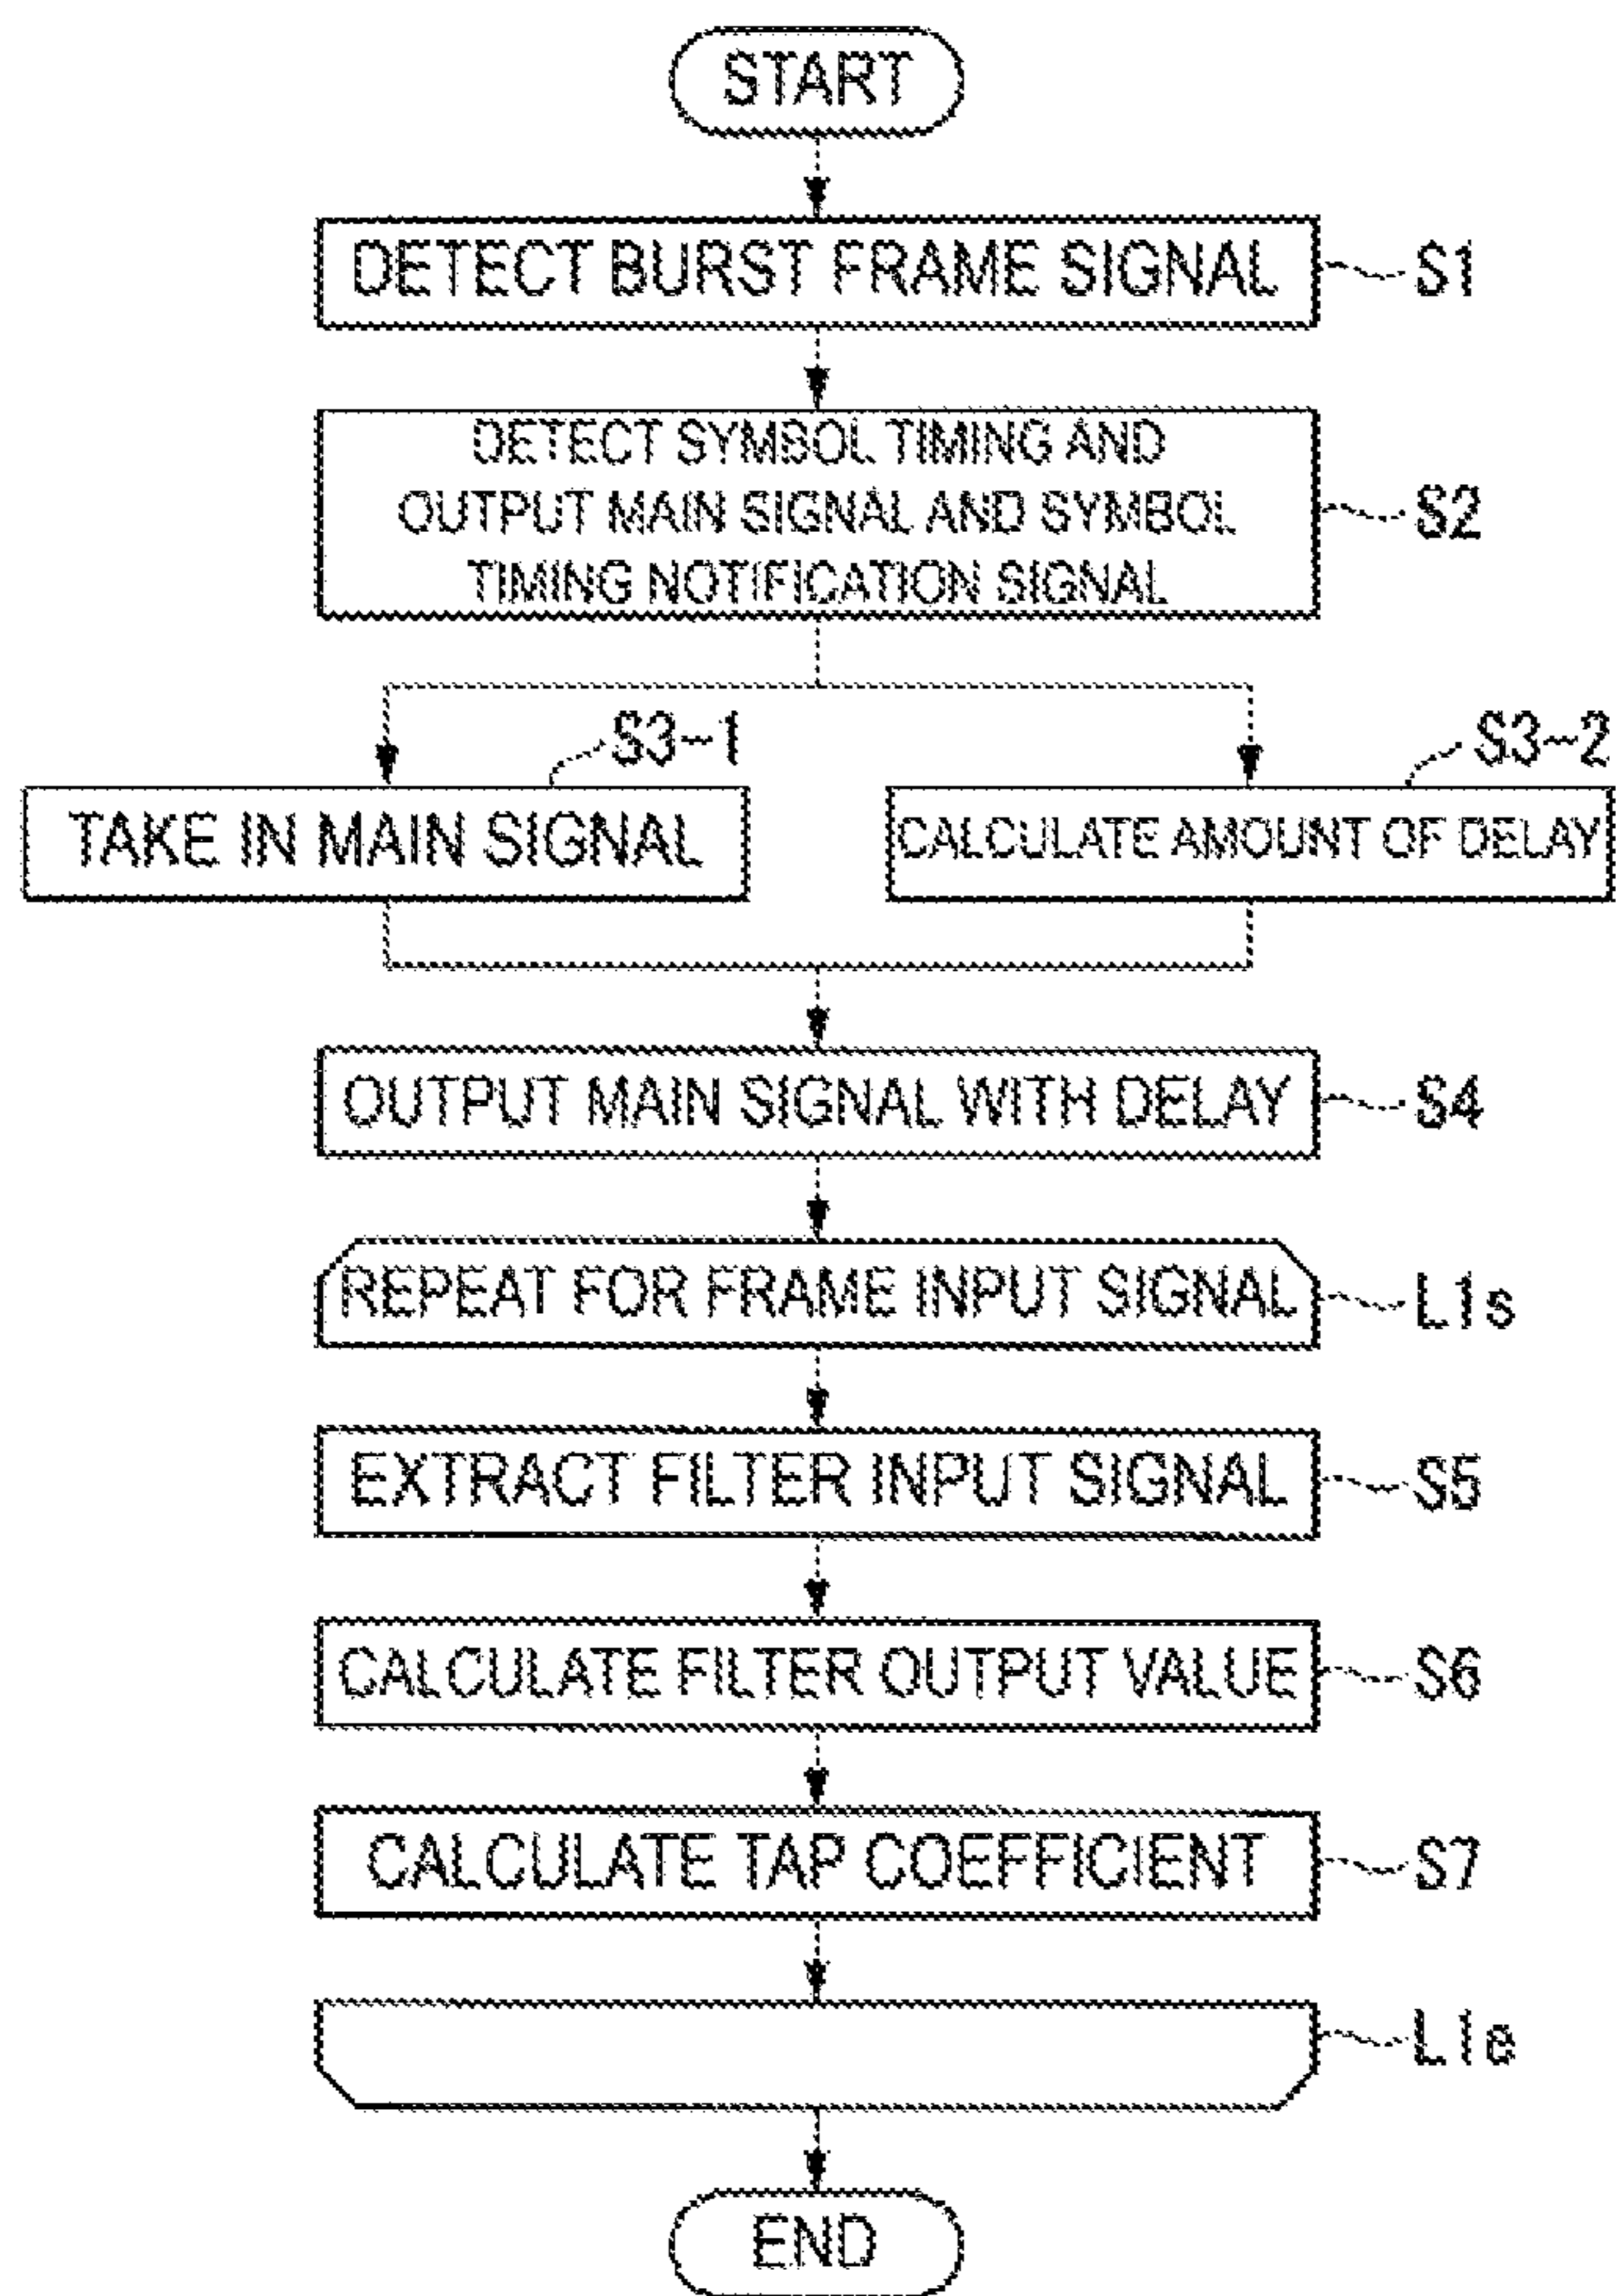 START
DETECT BURST FRAME SIGNAL
S1
DETECT SYMBOL TIMING AND
OUTPUT MAIN SIGNAL AND SYMBOL
TIMING NOTIFICATION SIGNAL
S2
S3-1
S3-2
TAKE IN MAIN SIGNAL
CALCULATE AMOUNT OF DELAY
OUTPUT MAIN SIGNAL WITH DELAY
S4
REPEAT FOR FRAME INPUT SIGNAL
L1s
EXTRACT FILTER INPUT SIGNAL
S5
CALCULATE FILTER OUTPUT VALUE
S6
CALCULATE TAP COEFFICIENT
S7
L1e
END